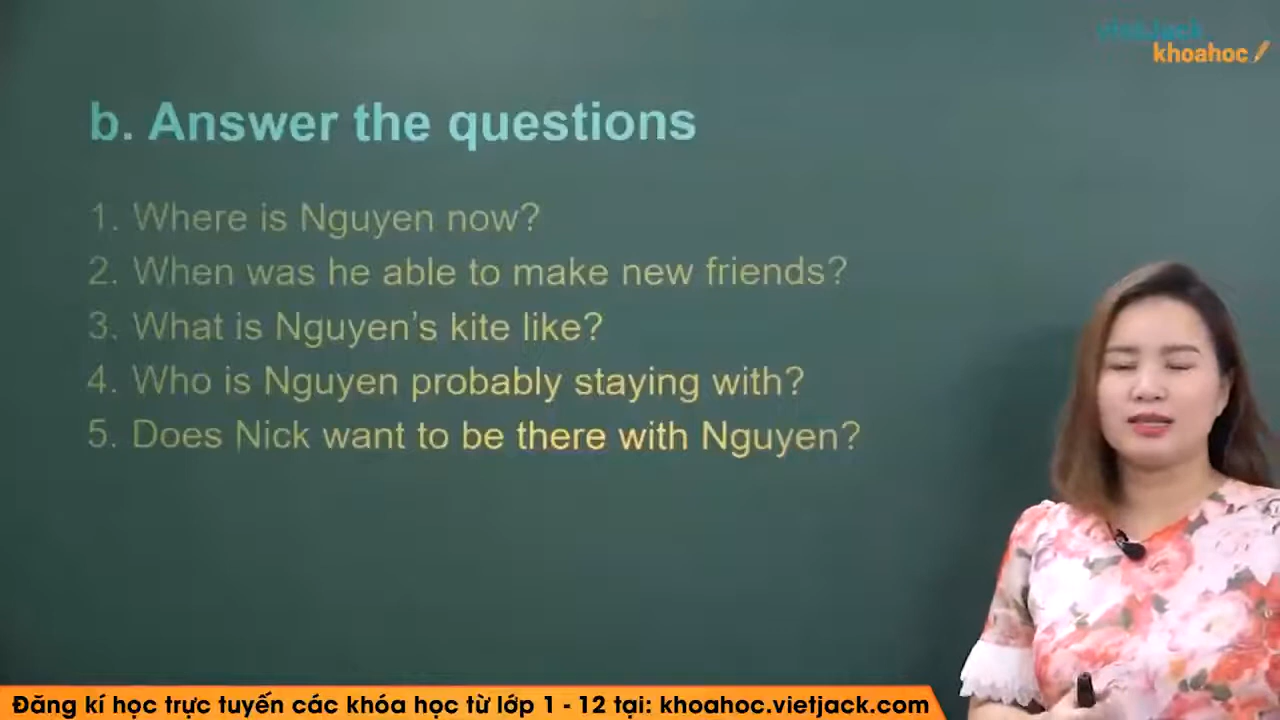 vietjack
khoahoc
b. Answer the questions
1. Where is Nguyen now?
2. When was he able to make new friends?
3. What is Nguyen’s kite like?
4. Who is Nguyen probably staying with?
5. Does Nick want to be there with Nguyen?
Đăng kí học trực tuyến các khóa học từ lớp 1 - 12 tại: khoahoc.vietjack.com